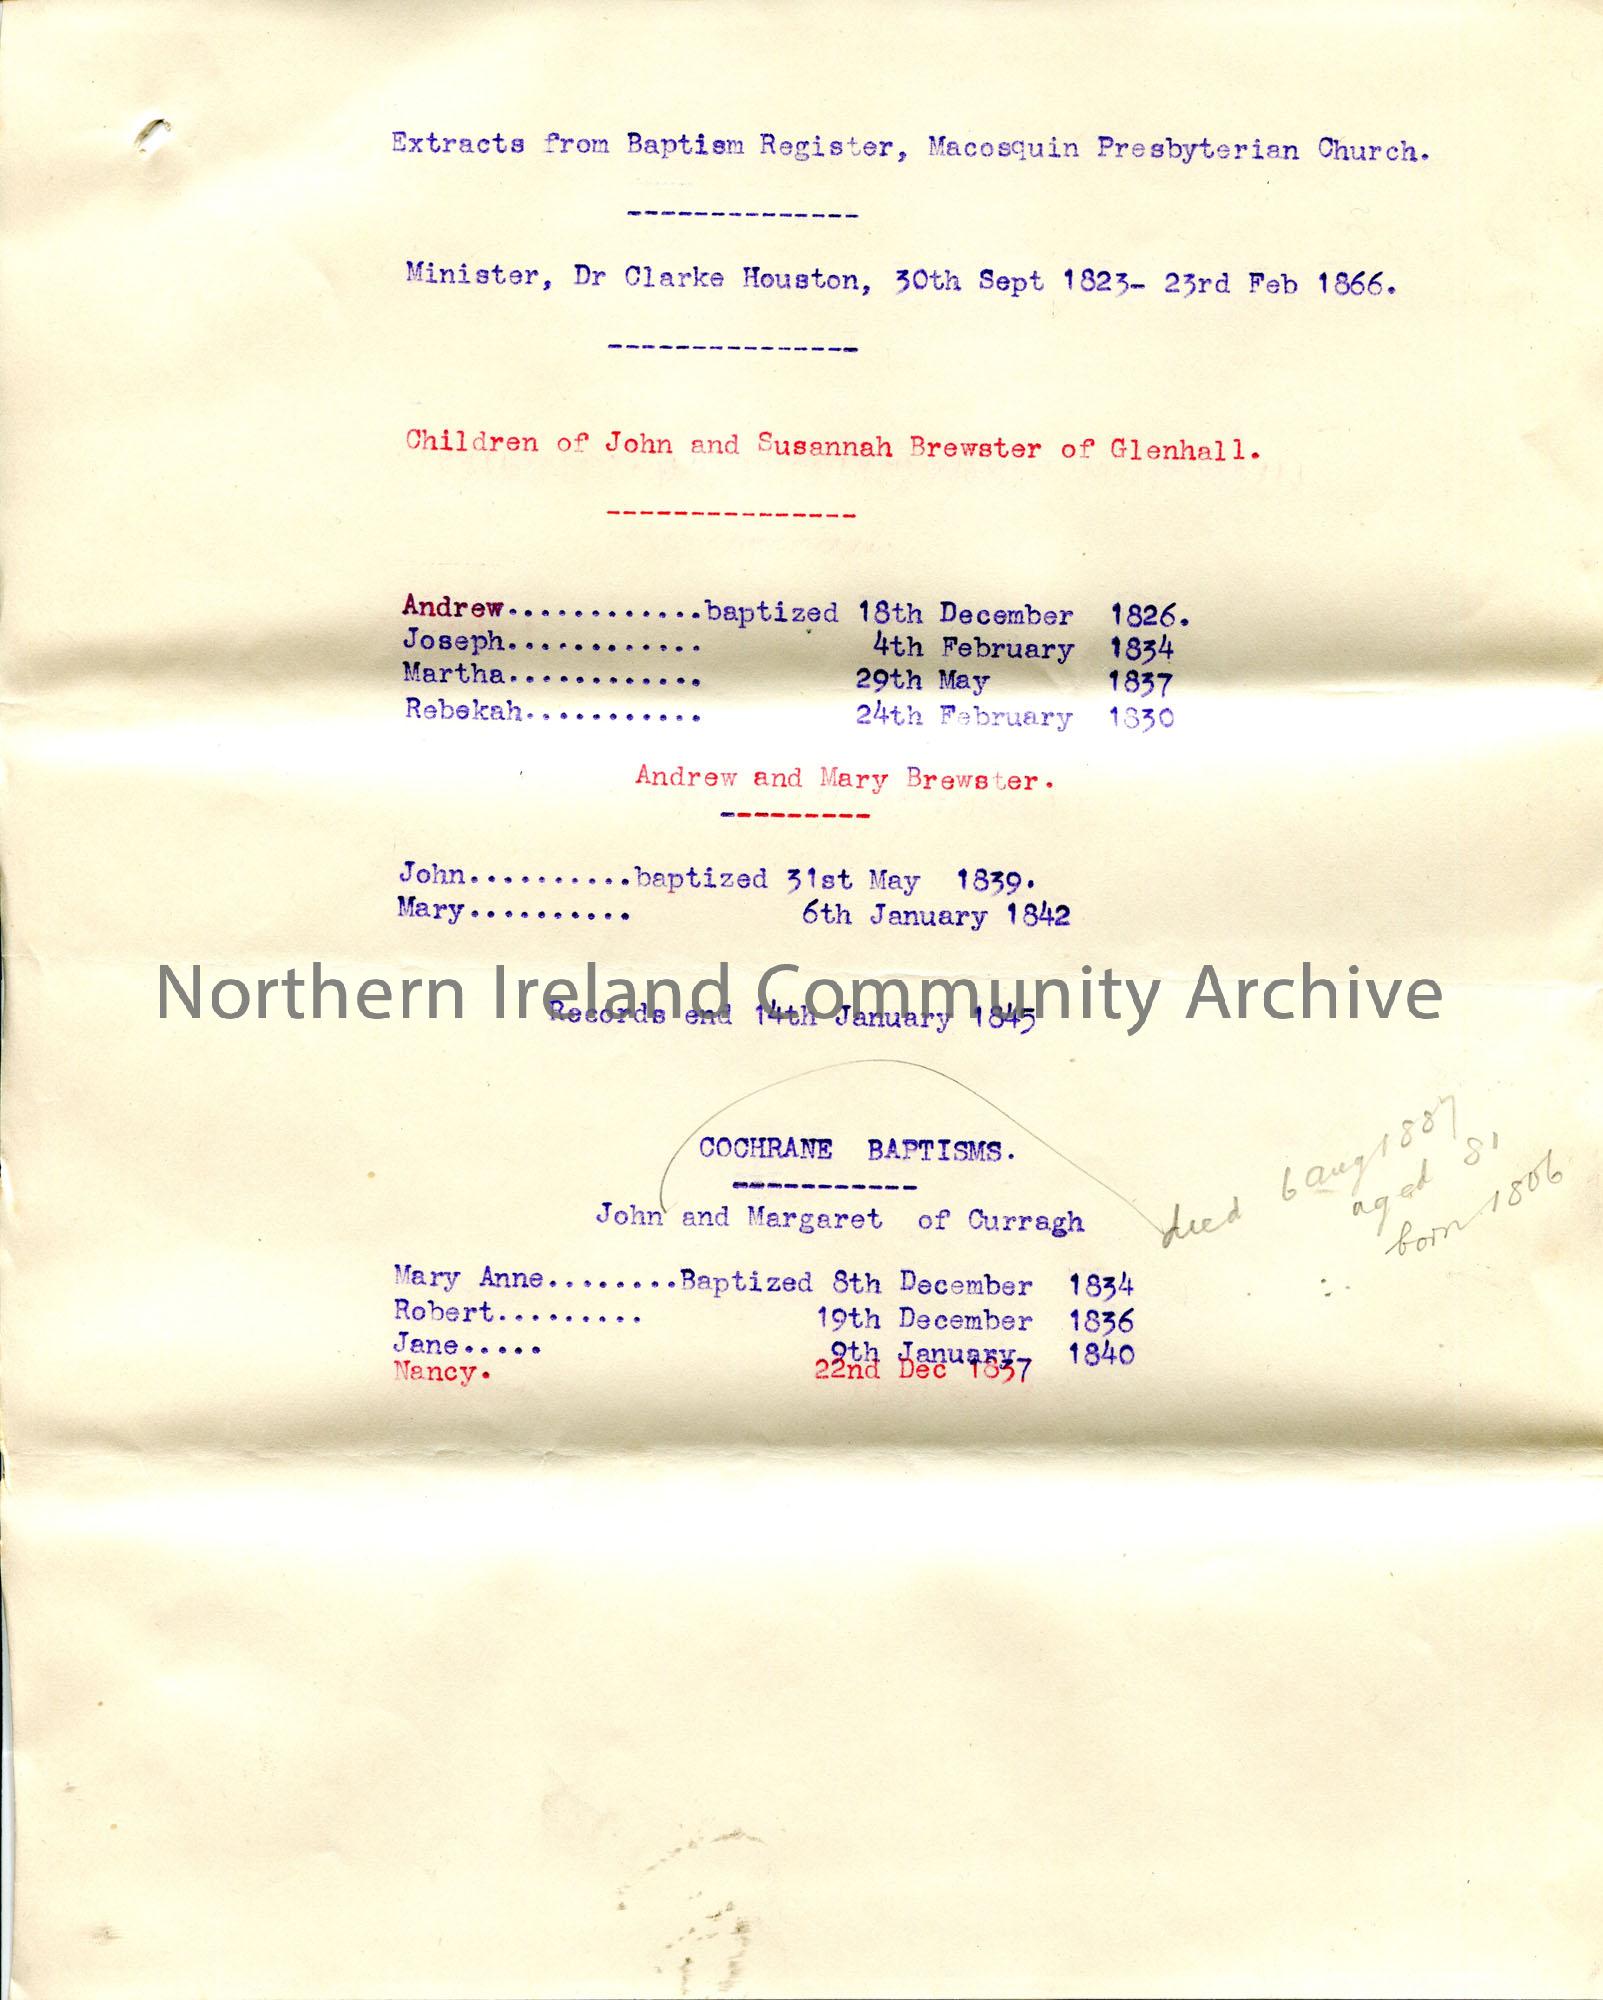 Extracts from Baptism Register, Macosquin Presbyterian Church.
---------------
Minister, Dr Clarke Houston, 30th Sept 1823- 23rd Feb 1866.
----------------
Children of John and Susannah Brewster of Glenhall.
----------------
Andrew............baptized 18th December 1826.
Joseph............ 4th February 1834
Martha............ 29th May 1837
Rebekah........... 24th February 1830
Andrew and Mary Brewster.
---------
John..........baptized 31st May 1839.
Mary.......... 6th January 1842
Northern Ireland Community Archive
Records end 14th January 1845
COCHRANE BAPTISMS.
-----------
John and Margaret of Curragh
died 6 aug 1887
aged 81
∴ born 1806
Mary Anne........Baptized 8th December 1834
Robert......... 19th December 1836
Jane..... 9th January 1840
Nancy. 22nd Dec 1837